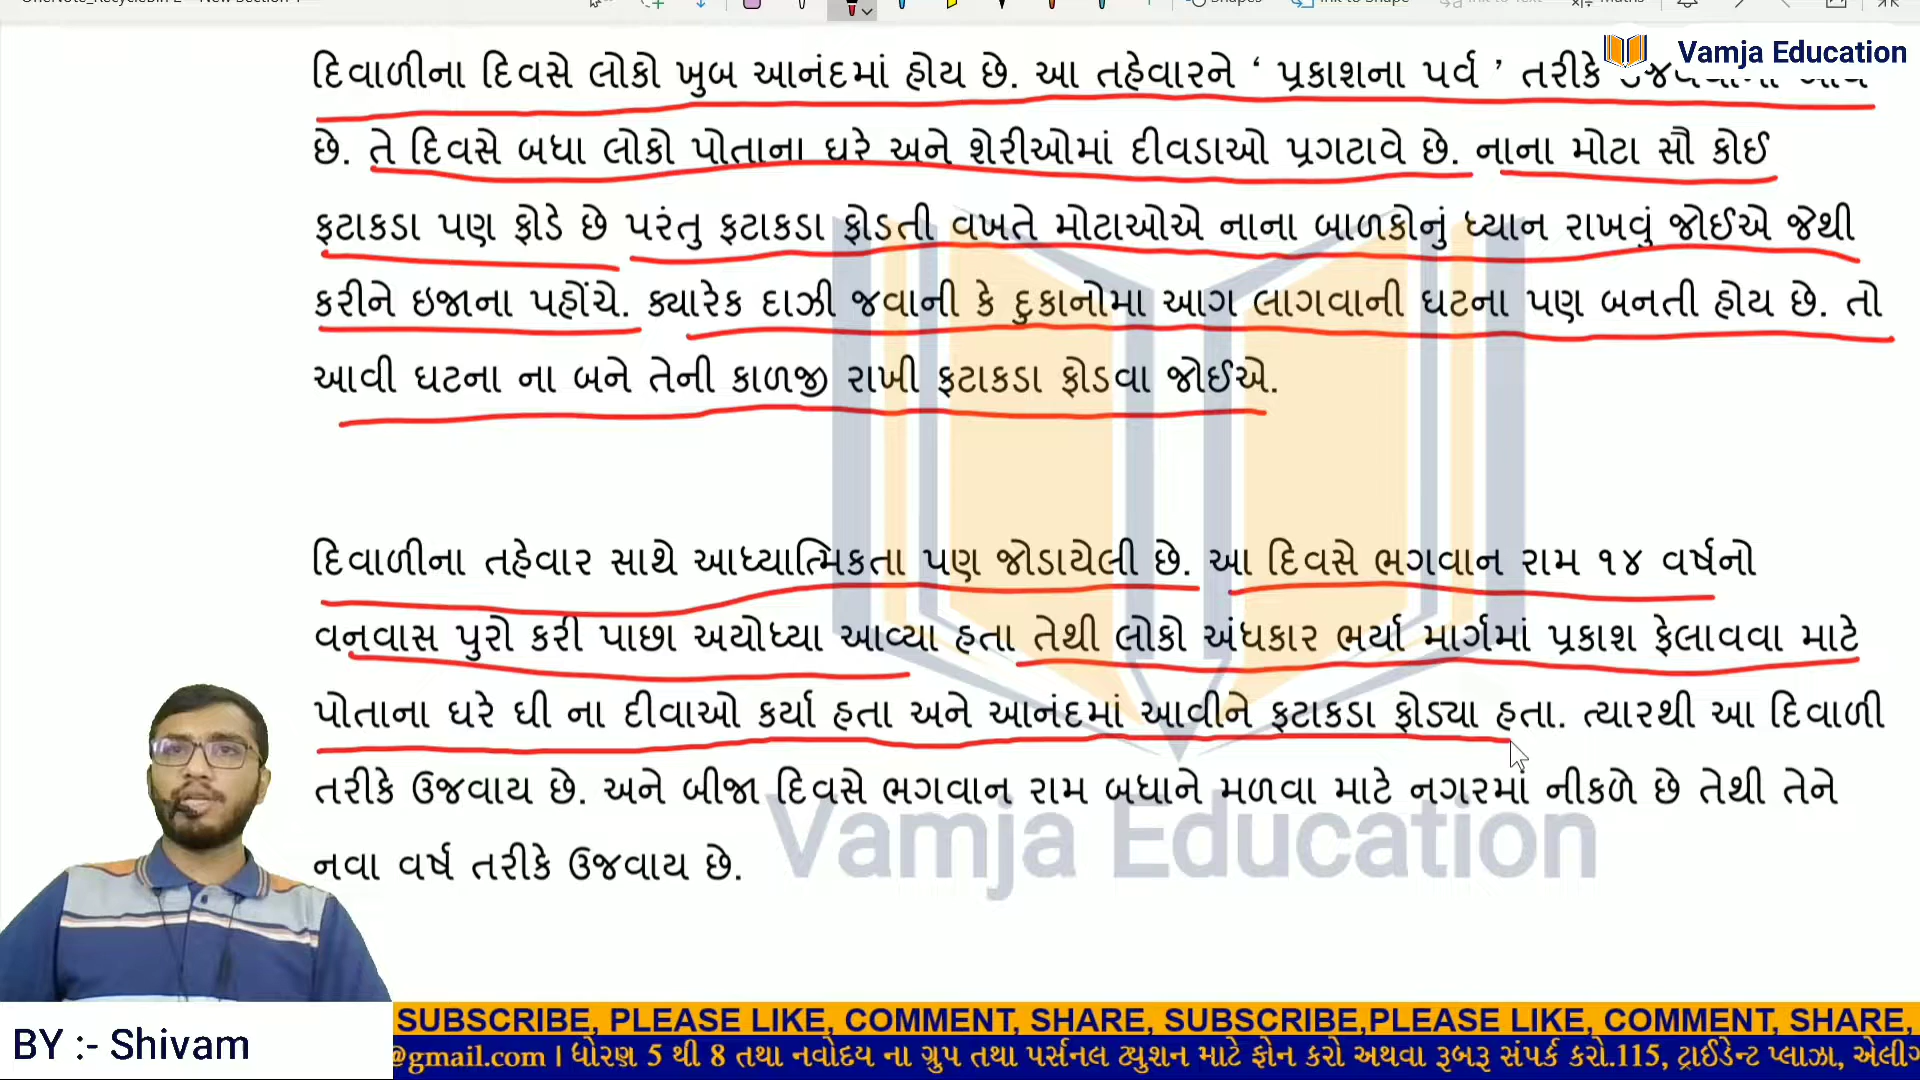 Vamja Education
દિવાળીના દિવસે લોકો ખુબ આનંદમાં હોય છે. આ તહેવારને ‘ પ્રકાશના પર્વ ’ તરીકે
છે. તે દિવસે બધા લોકો પોતાના ઘરે અને શેરીઓમાં દીવડાઓ પ્રગટાવે છે. નાના મોટા સૌ કોઈ
ફટાકડા પણ ફોડે છે પરંતુ ફટાકડા ફોડતી વખતે મોટાઓએ નાના બાળકોનું ધ્યાન રાખવું જોઈએ જેથી
કરીને ઇજાના પહોંચે. ક્યારેક દાઝી જવાની કે દુકાનોમા આગ લાગવાની ઘટના પણ બનતી હોય છે. તો
આવી ઘટના ના બને તેની કાળજી રાખી ફટાકડા ફોડવા જોઈએ.
દિવાળીના તહેવાર સાથે આધ્યાત્મિકતા પણ જોડાયેલી છે. આ દિવસે ભગવાન રામ ૧૪ વર્ષનો
વનવાસ પુરો કરી પાછા અયોધ્યા આવ્યા હતા તેથી લોકો અંધકાર ભર્યા માર્ગમાં પ્રકાશ ફેલાવવા માટે
પોતાના ઘરે ઘી ના દીવાઓ કર્યા હતા અને આનંદમાં આવીને ફટાકડા ફોડ્યા હતા. ત્યારથી આ દિવાળી
તરીકે ઉજવાય છે. અને બીજા દિવસે ભગવાન રામ બધાને મળવા માટે નગરમાં નીકળે છે તેથી તેને
નવા વર્ષ તરીકે ઉજવાય છે.
Vamja Education
BY :- Shivam
SUBSCRIBE, PLEASE LIKE, COMMENT, SHARE, SUBSCRIBE,PLEASE LIKE, COMMENT, SHARE,
@gmail.com | ધોરણ 5 થી 8 તથા નવોદય ના ગ્રુપ તથા પર્સનલ ટ્યુશન માટે ફોન કરો અથવા રૂબરૂ સંપર્ક કરો.115, ટ્રાઈડેન્ટ પ્લાઝા,